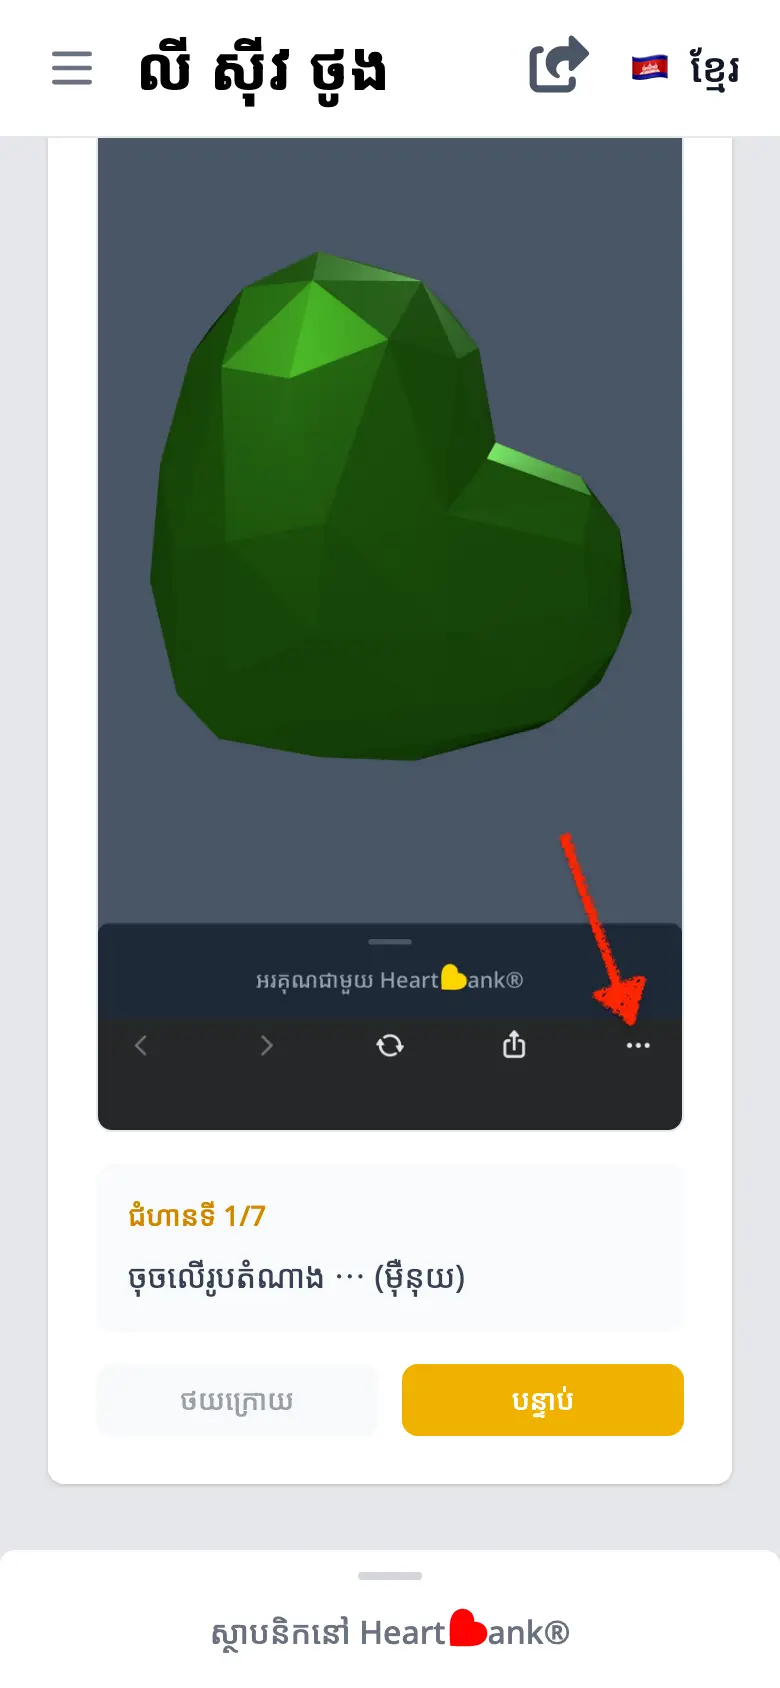 លី ស៊ីវ ថូង
ខ្មែរ
អរគុណជាមួយ Heartbank®
ជំហានទី 1/7
ចុចលើរូបតំណាង ··· (ម៉ឺនុយ)
ថយក្រោយ
បន្ទាប់
ស្ថាបនិកនៅ Heartbank®